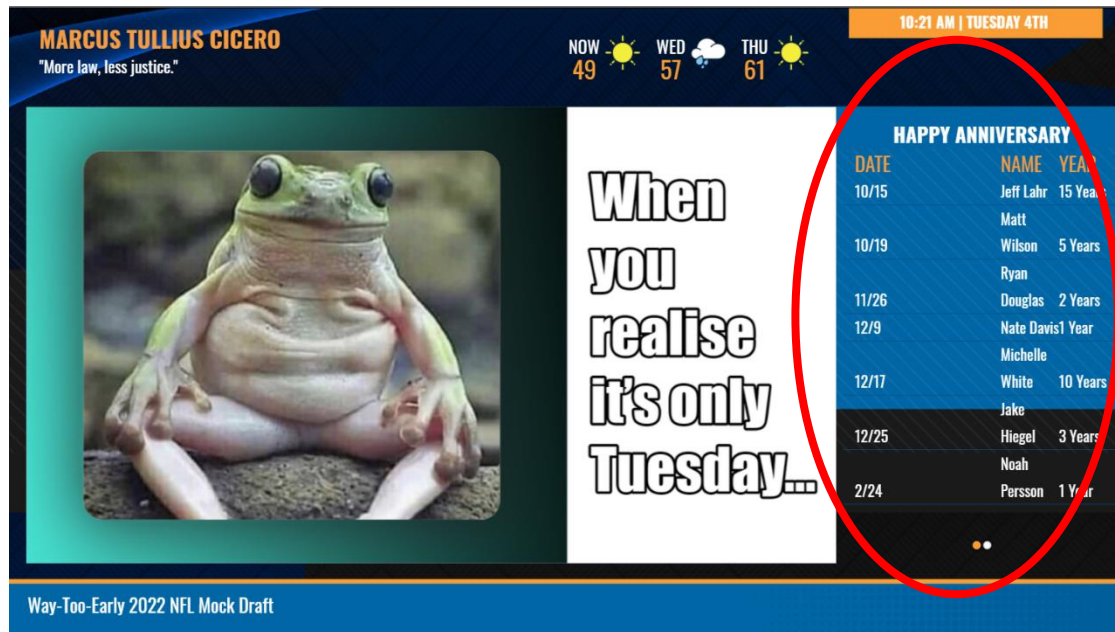 MARCUS TULLIUS CICERO
"More law, less justice."
NOW WED THU
49 57 61
10:21 AM | TUESDAY 4TH
When
you
realise
it's only
Tuesday...
HAPPY ANNIVERSARY
DATE NAME YEAR
10/15 Jeff Lahr 15 Years
Matt
10/19 Wilson 5 Years
Ryan
11/26 Douglas 2 Years
12/9 Nate Davis1 Year
Michelle
12/17 White 10 Years
Jake
12/25 Hiegel 3 Years
Noah
2/24 Persson 1 Year
Way-Too-Early 2022 NFL Mock Draft